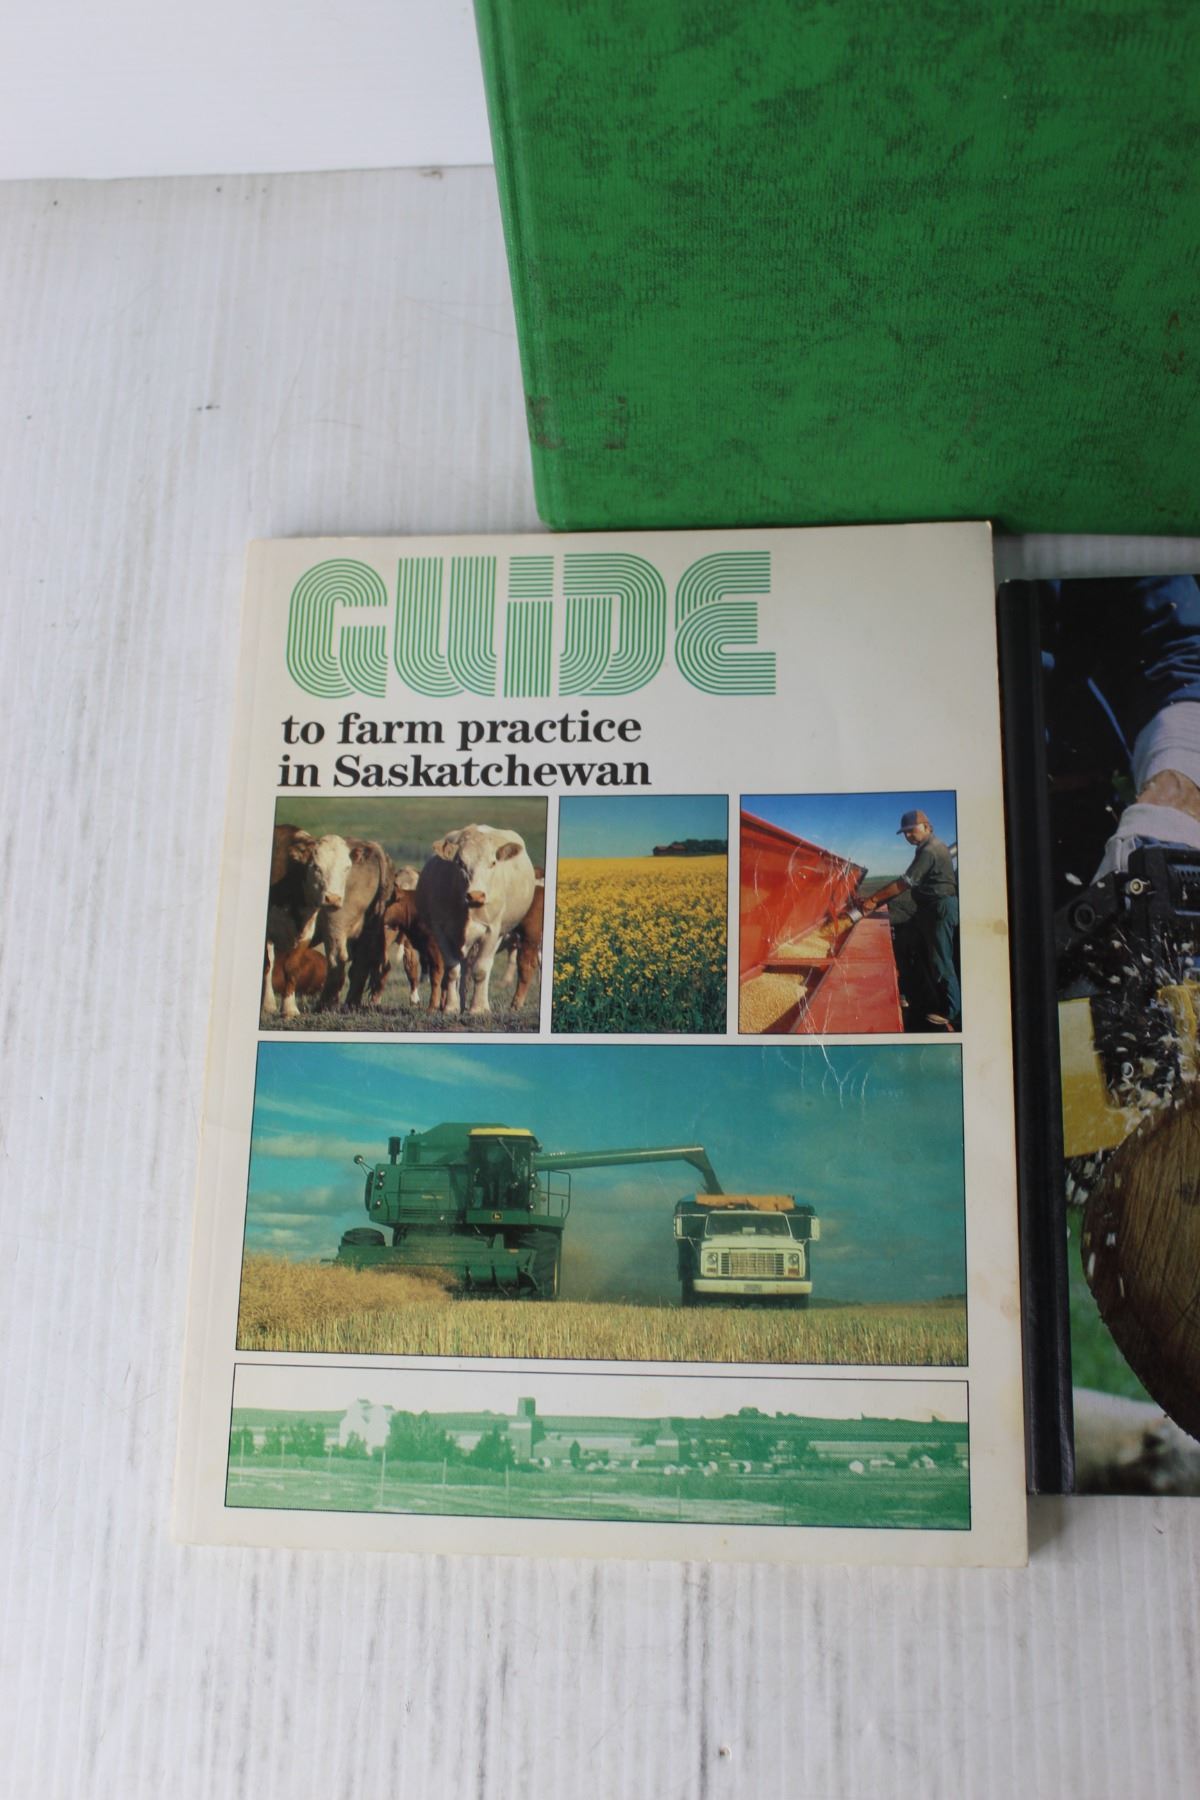 GUiDE
to farm practice
in Saskatchewan